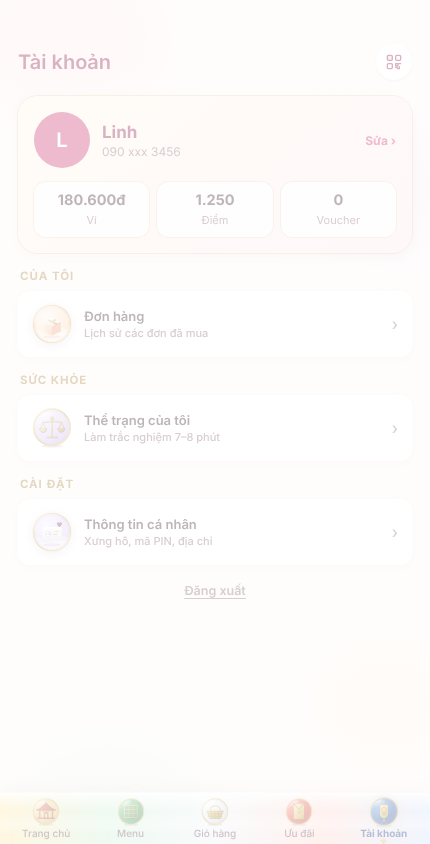 Tài khoản
L
Linh
090 xxx 3456
Sửa ›
180.600đ
Ví
1.250
Điểm
0
Voucher
CỦA TÔI
Đơn hàng
Lịch sử các đơn đã mua
SỨC KHỎE
Thể trạng của tôi
Làm trắc nghiệm 7–8 phút
CÀI ĐẶT
Thông tin cá nhân
Xưng hô, mã PIN, địa chỉ
Đăng xuất
Trang chủ
Menu
Giỏ hàng
Ưu đãi
Tài khoản